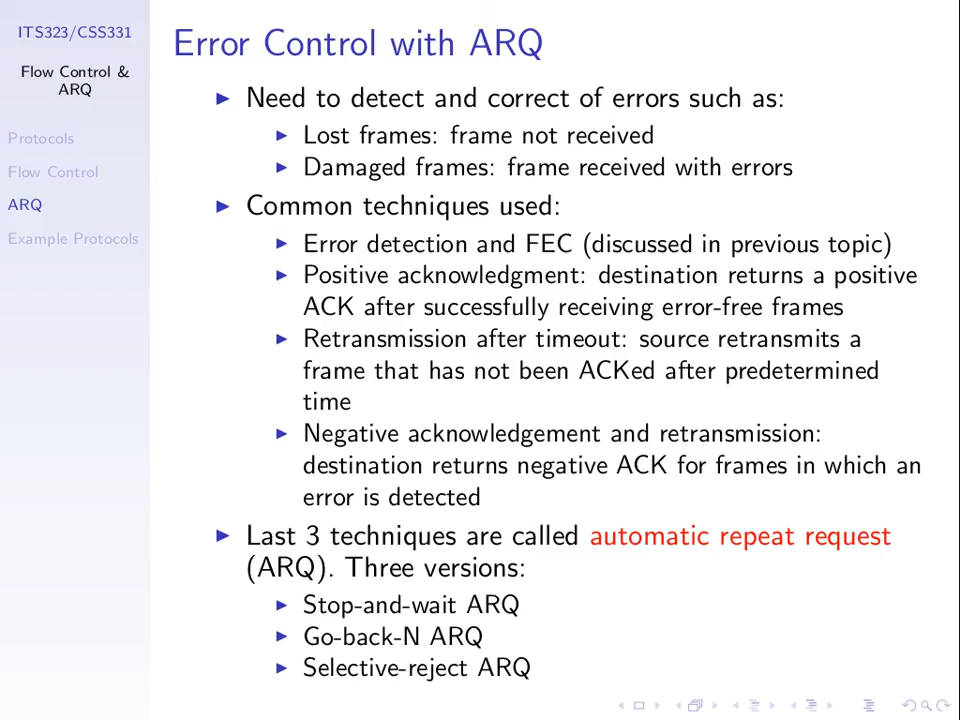 ITS323/CSS331
Flow Control &
ARQ
Protocols
Flow Control
ARQ
Example Protocols
Error Control with ARQ
Need to detect and correct of errors such as:
Lost frames: frame not received
Damaged frames: frame received with errors
Common techniques used:
Error detection and FEC (discussed in previous topic)
Positive acknowledgment: destination returns a positive
ACK after successfully receiving error-free frames
Retransmission after timeout: source retransmits a
frame that has not been ACKed after predetermined
time
Negative acknowledgement and retransmission:
destination returns negative ACK for frames in which an
error is detected
Last 3 techniques are called automatic repeat request
(ARQ). Three versions:
Stop-and-wait ARQ
Go-back-N ARQ
Selective-reject ARQ